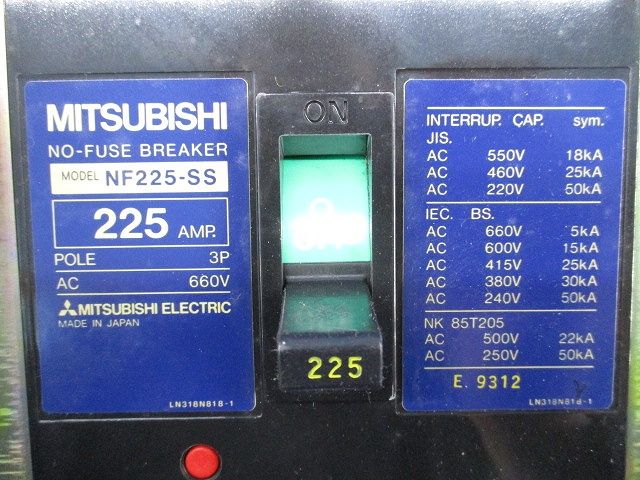 MITSUBISHI
NO-FUSE BREAKER
MODEL NF225-SS
225 AMP.
POLE 3P
AC 660V
MITSUBISHI ELECTRIC
MADE IN JAPAN
LN318N818-1
ON
OFF
225
INTERRUP. CAP. sym.
JIS.
AC 550V 18kA
AC 460V 25kA
AC 220V 50kA
IEC. BS.
AC 660V 5kA
AC 600V 15kA
AC 415V 25kA
AC 380V 30kA
AC 240V 50kA
NK 85T205
AC 500V 22kA
AC 250V 50kA
E. 9312
LN318N818-1